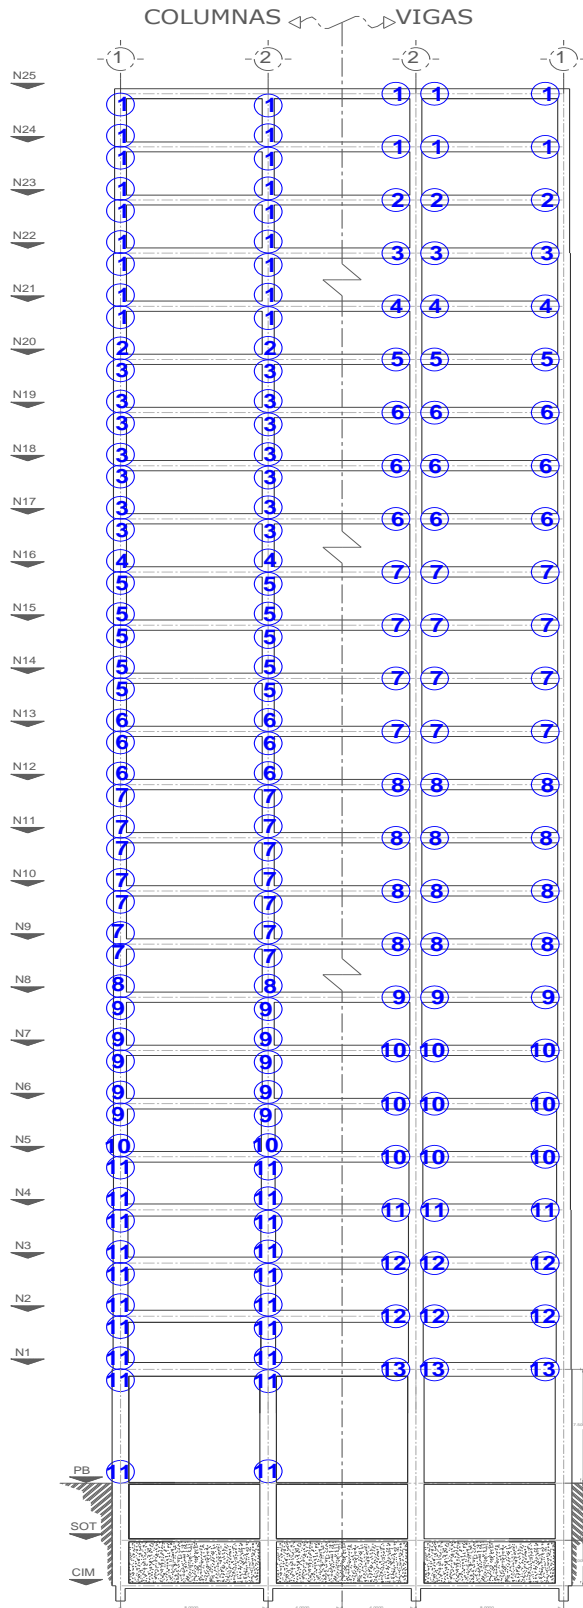 COLUMNAS VIGAS
1 2 2 1
N25
1 1 1
1 1
N24
1 1
1 1 1
1 1
N23
1 1
2 2 2
1 1
N22
1 1
3 3 3
1 1
N21
1 1
4 4 4
1 1
N20
2 2
5 5 5
3 3
N19
3 3
6 6 6
3 3
N18
3 3
6 6 6
3 3
N17
3 3
6 6 6
3 3
N16
4 4
7 7 7
5 5
N15
5 5
7 7 7
5 5
N14
5 5
7 7 7
5 5
N13
6 6
7 7 7
6 6
N12
6 6
8 8 8
7 7
N11
7 7
8 8 8
7 7
N10
7 7
8 8 8
7 7
N9
7 7
8 8 8
7 7
N8
8 8
9 9 9
9 9
N7
9 9
10 10 10
9 9
N6
9 9
10 10 10
9 9
N5
10 10
10 10 10
11 11
N4
11 11
11 11 11
11 11
N3
11 11
12 12 12
11 11
N2
11 11
12 12 12
11 11
N1
11 11
13 13 13
11 11
PB
11 11
SOT
CIM